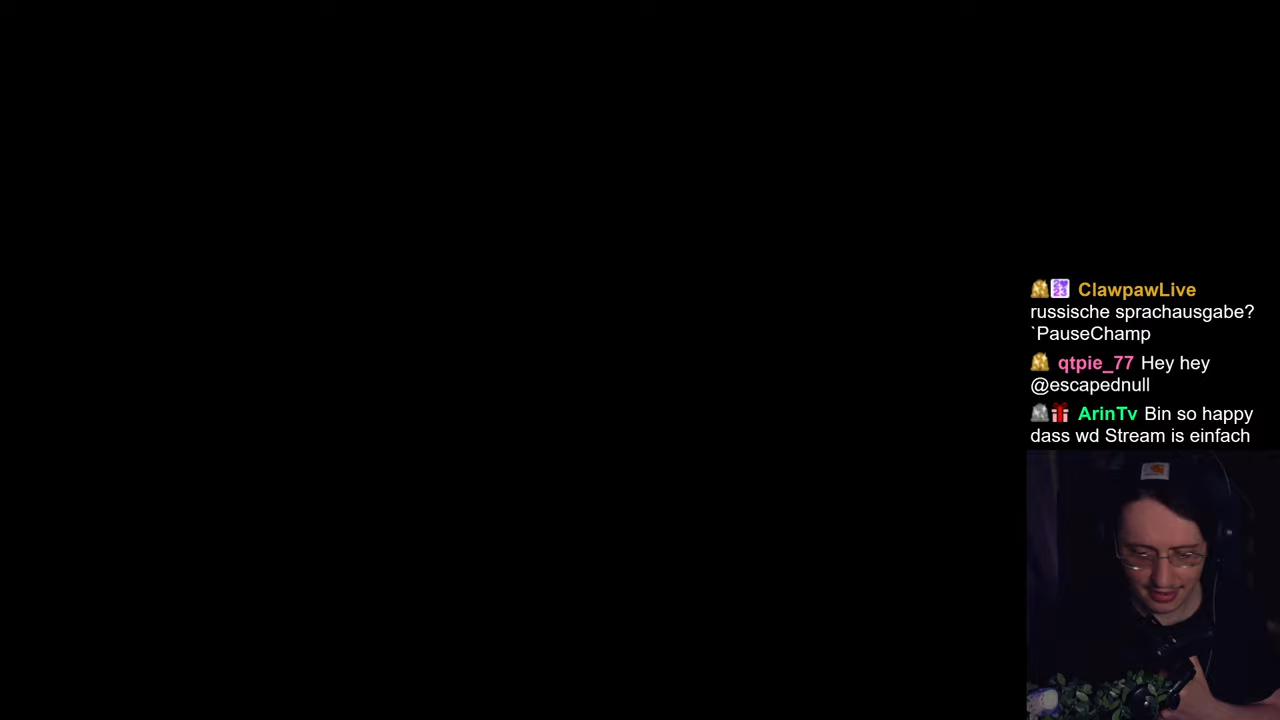 ClawpawLive
russische sprachausgabe?
`PauseChamp
qtpie_77 Hey hey
@escapednull
ArinTv Bin so happy
dass wd Stream is einfach